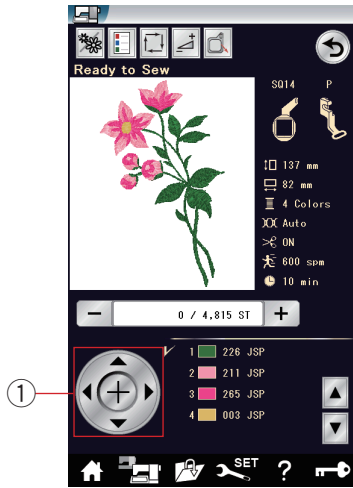 Ready to Sew
SQ14 P
137 mm
82 mm
4 Colors
Auto
ON
600 spm
10 min
− 0 / 4,815 ST +
1 226 JSP
2 211 JSP
3 265 JSP
4 003 JSP
1
SET
?